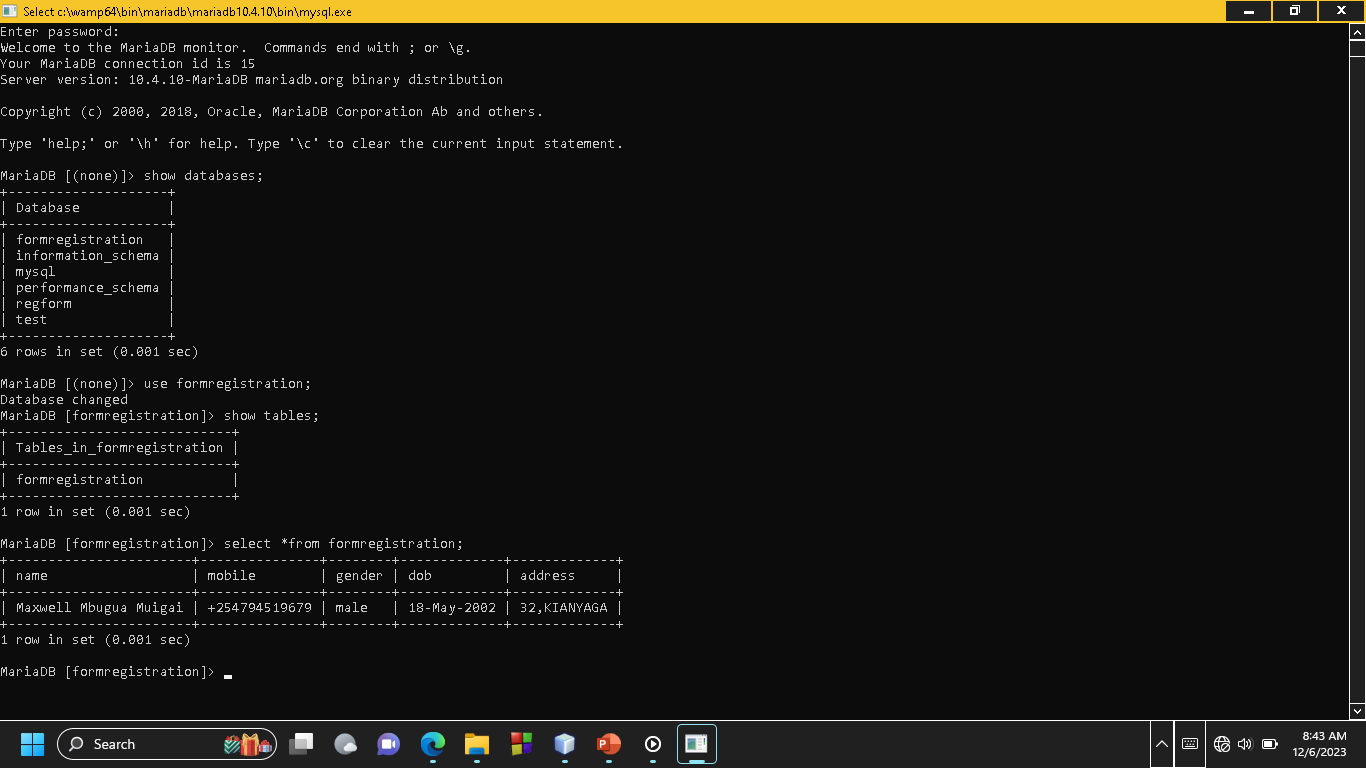 Select c:\wamp64\bin\mariadb\mariadb10.4.10\bin\mysql.exe
Enter password:
Welcome to the MariaDB monitor.  Commands end with ; or \g.
Your MariaDB connection id is 15
Server version: 10.4.10-MariaDB mariadb.org binary distribution
Copyright (c) 2000, 2018, Oracle, MariaDB Corporation Ab and others.
Type 'help;' or '\h' for help. Type '\c' to clear the current input statement.
MariaDB [(none)]> show databases;
+--------------------+
| Database           |
+--------------------+
| formregistration   |
| information_schema |
| mysql              |
| performance_schema |
| regform            |
| test               |
+--------------------+
6 rows in set (0.001 sec)
MariaDB [(none)]> use formregistration;
Database changed
MariaDB [formregistration]> show tables;
+----------------------------+
| Tables_in_formregistration |
+----------------------------+
| formregistration           |
+----------------------------+
1 row in set (0.001 sec)
MariaDB [formregistration]> select *from formregistration;
+-----------------------+---------------+--------+-------------+-------------+
| name                  | mobile        | gender | dob         | address     |
+-----------------------+---------------+--------+-------------+-------------+
| Maxwell Mbugua Muigai | +254794519679 | male   | 18-May-2002 | 32,KIANYAGA |
+-----------------------+---------------+--------+-------------+-------------+
1 row in set (0.001 sec)
MariaDB [formregistration]>
Search
8:43 AM
12/6/2023